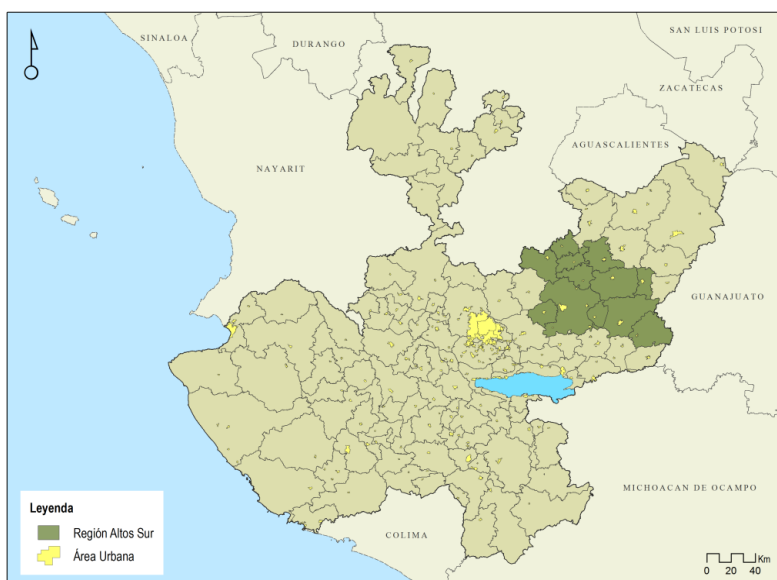 SAN LUIS POTOSI
SINALOA
DURANGO
ZACATECAS
AGUASCALIENTES
NAYARIT
GUANAJUATO
MICHOACAN DE OCAMPO
COLIMA
Leyenda
Región Altos Sur
Área Urbana
Km
0 20 40